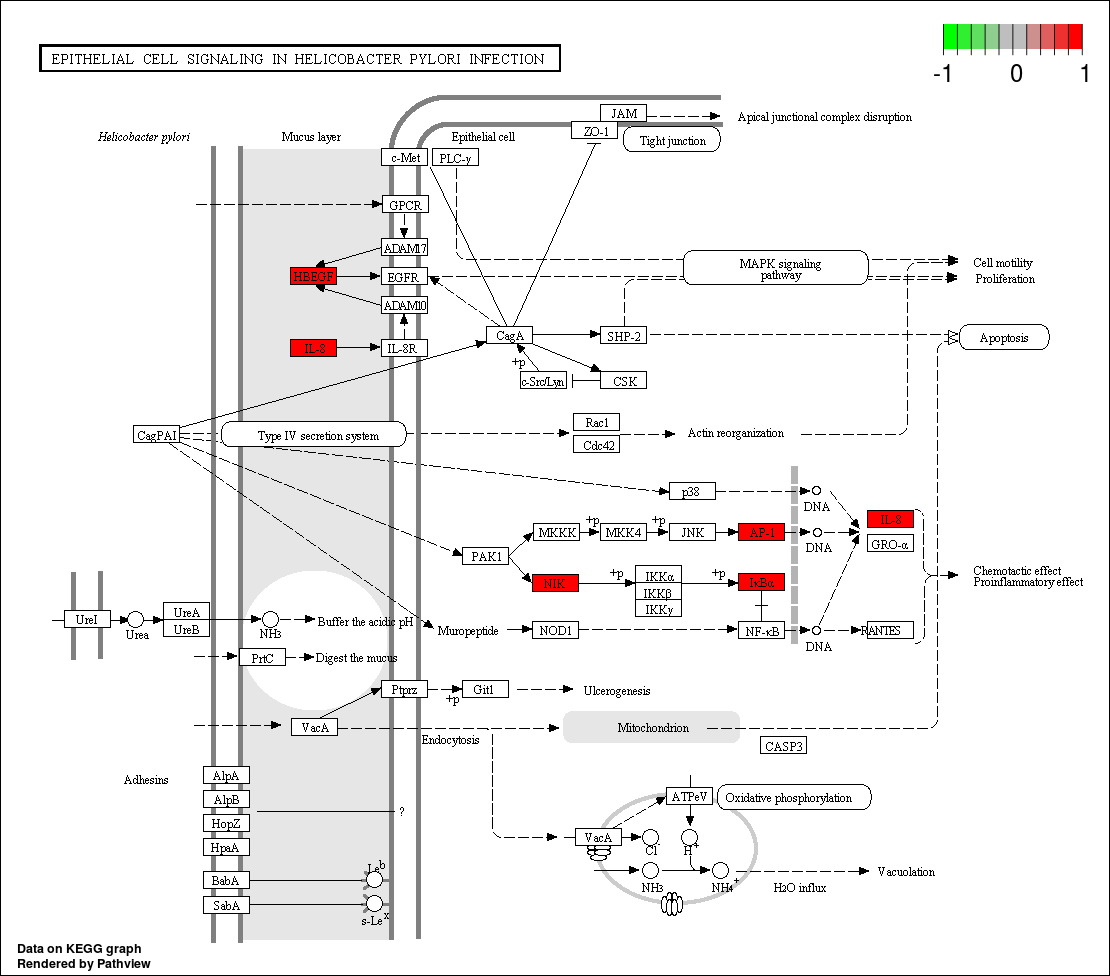 EPITHELIAL CELL SIGNALING IN HELICOBACTER PYLORI INFECTION
-1 0 1
Helicobacter pylori
Mucus layer
Epithelial cell
JAM
Apical junctional complex disruption
ZO-1
Tight junction
c-Met
PLC-γ
GPCR
ADAM17
HBEGF
EGFR
MAPK signaling
pathway
Cell motility
Proliferation
ADAM10
CagA
SHP-2
Apoptosis
IL-8
IL-8R
+p
c-Src/Lyn
CSK
CagPAI
Type IV secretion system
Rac1
Cdc42
Actin reorganization
p38
DNA
MKKK
+p
MKK4
+p
JNK
AP-1
DNA
IL-8
GRO-α
PAK1
NIK
+p
IKKα
IKKβ
IKKγ
+p
IκBα
Chemotactic effect
Proinflammatory effect
UreI
Urea
UreA
UreB
NH3
Buffer the acidic pH
Muropeptide
NOD1
NF-κB
DNA
RANTES
PrtC
Digest the mucus
Ptprz
+p
Git1
Ulcerogenesis
VacA
Endocytosis
Mitochondrion
CASP3
Adhesins
AlpA
AlpB
HopZ
HpaA
BabA
SabA
?
Le b
s-Le x
ATPeV
Oxidative phosphorylation
VacA
Cl-
H+
NH3
NH4+
H2O influx
Vacuolation
Data on KEGG graph
Rendered by Pathview